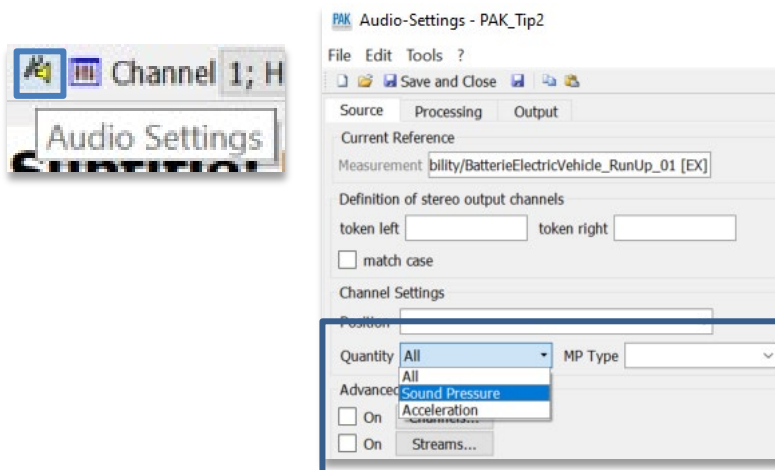 Channel 1; H
Audio Settings
PAK Audio-Settings - PAK_Tip2
File Edit Tools ?
Save and Close
Source Processing Output
Current Reference
Measurement bility/BatterieElectricVehicle_RunUp_01 [EX]
Definition of stereo output channels
token left token right
match case
Channel Settings
Position
Quantity All MP Type
All
Advanced Sound Pressure
Acceleration
On Channels...
On Streams...